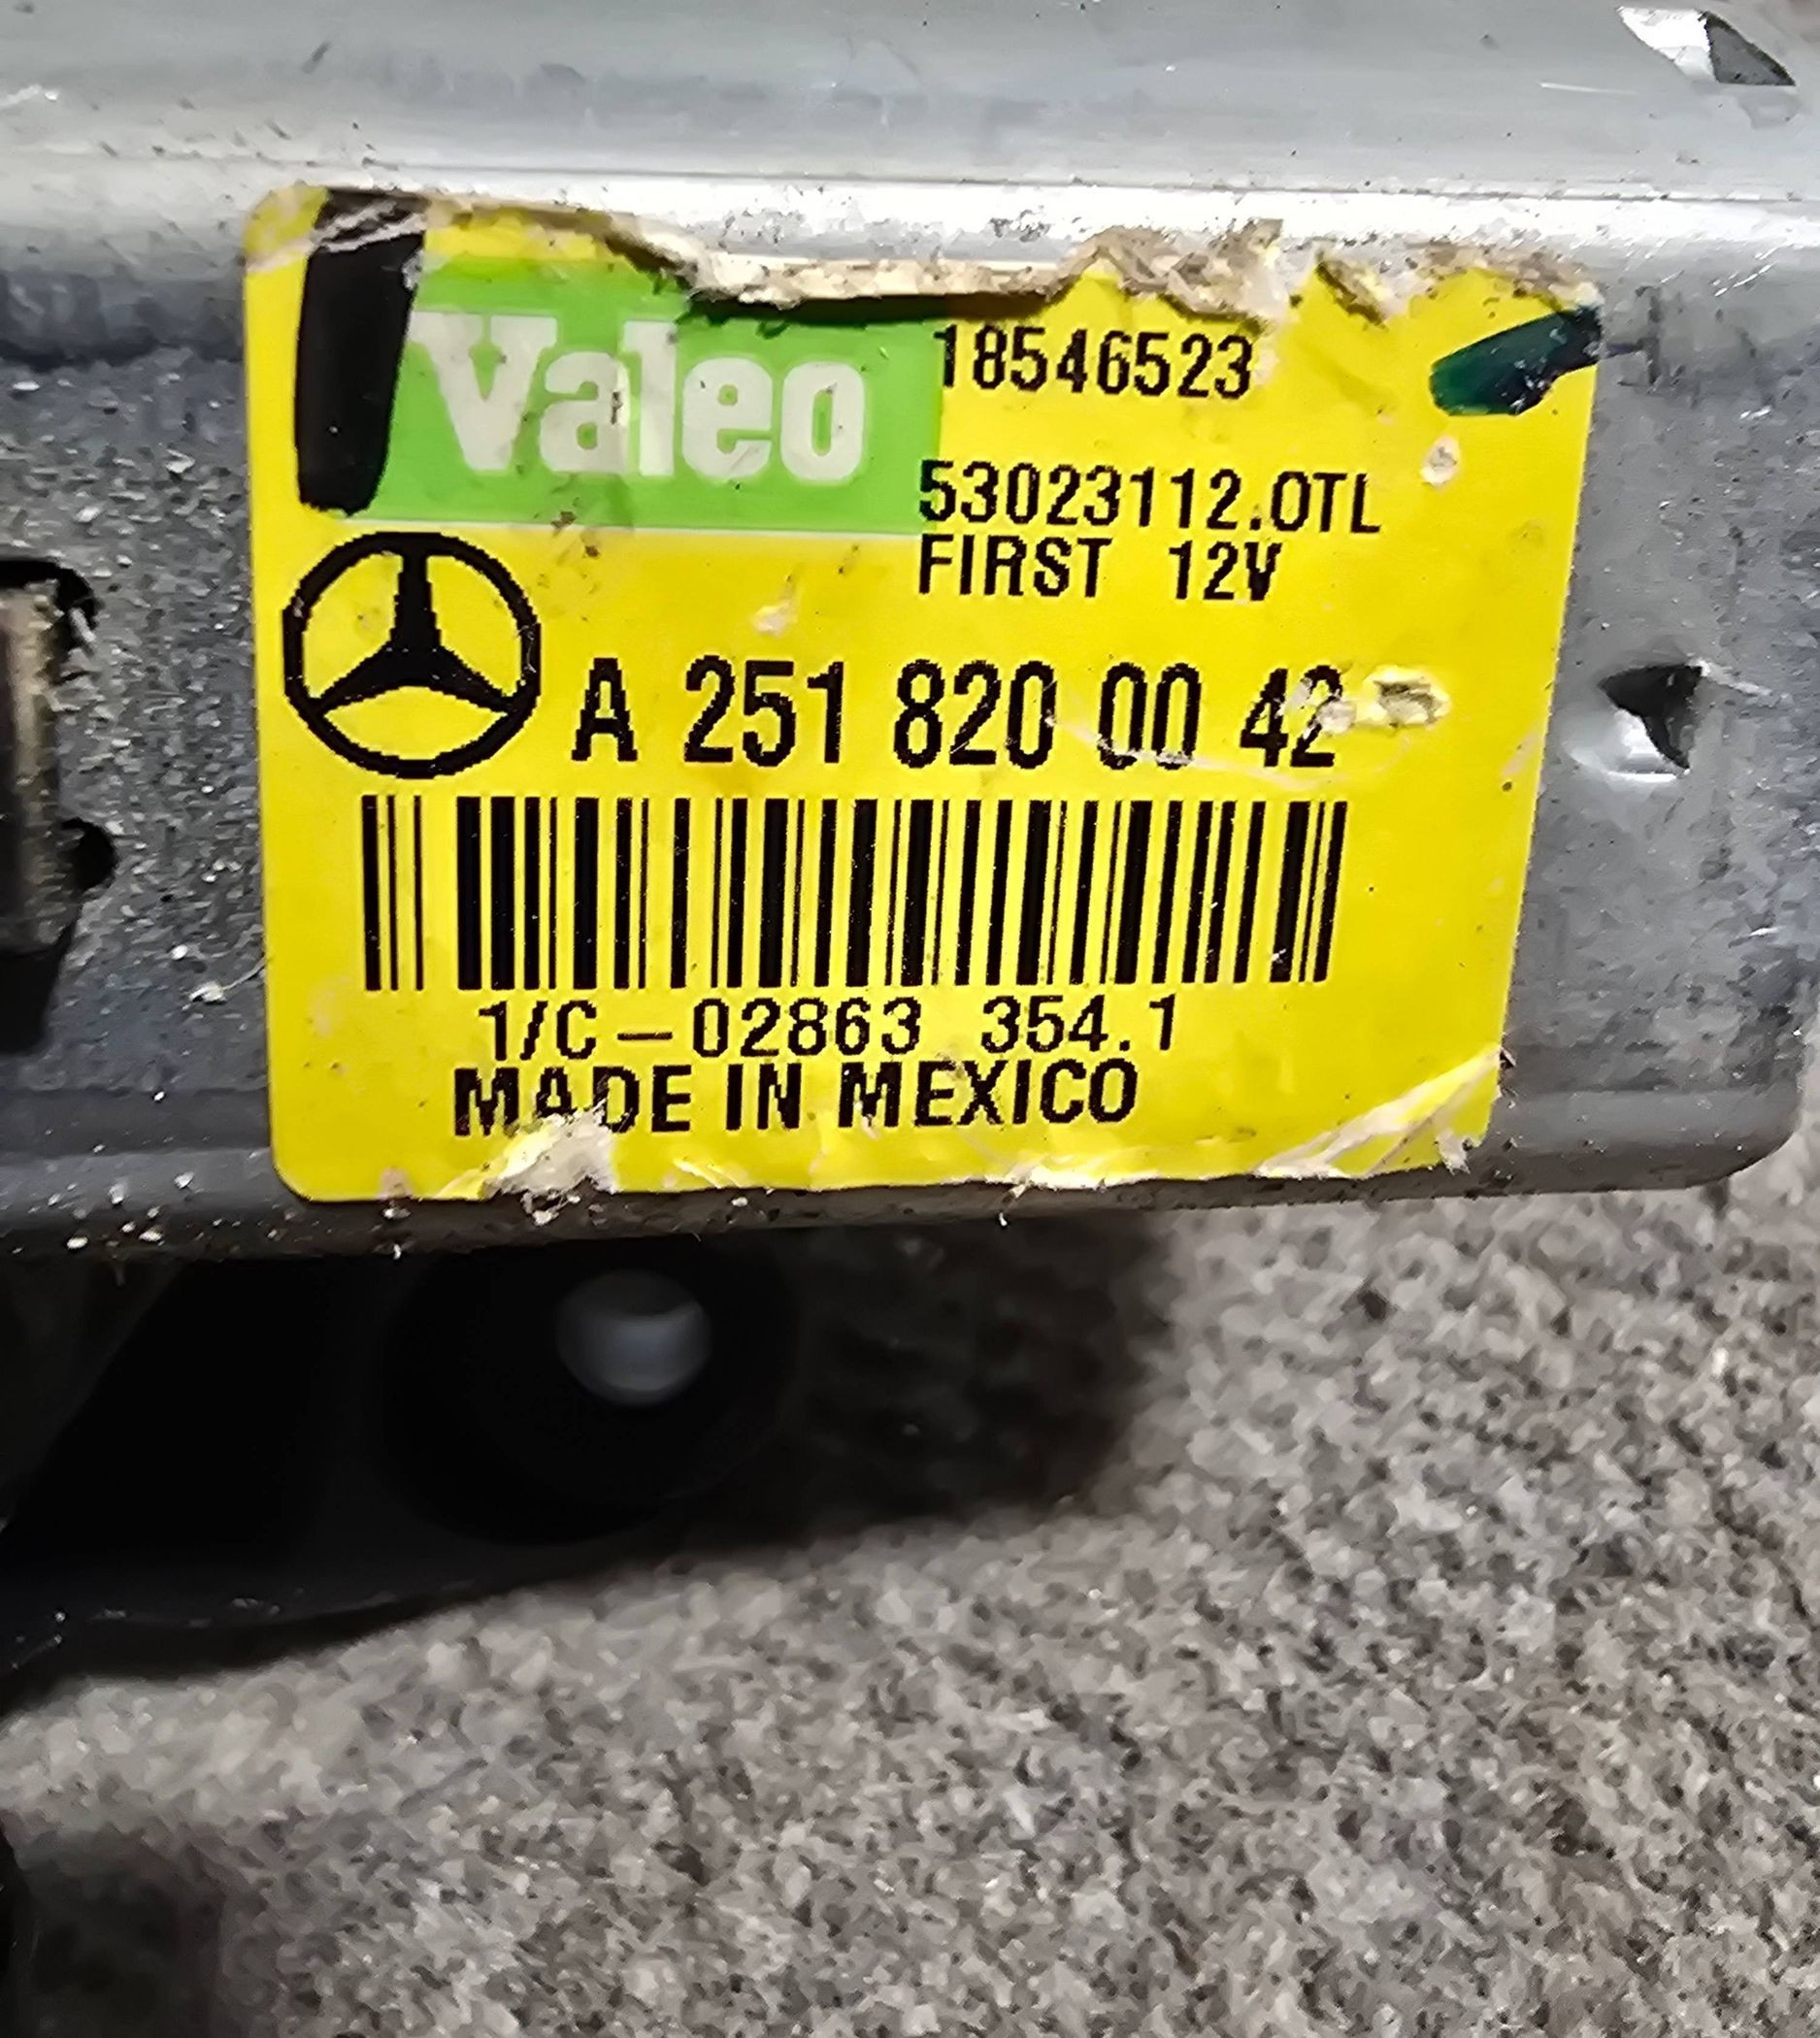 Valeo
18546523
53023112.OTL
FIRST 12V
A 251 820 00 42
1/C-02863 354.1
MADE IN MEXICO